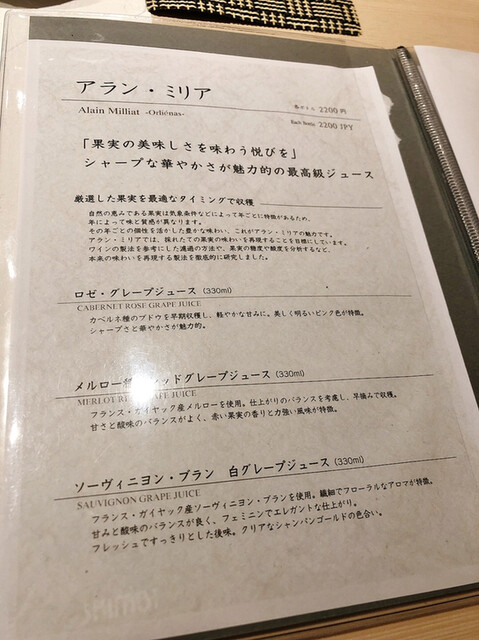 アラン・ミリア
各ボトル 2200 円
Alain Milliat -Orliénas-
Each Bottle 2200 JPY
「果実の美味しさを味わう悦びを」
シャープな華やかさが魅力的の最高級ジュース
厳選した果実を最適なタイミングで収穫
自然の恵みである果実は気象条件などによって年ごとに特徴があるため、
年によって味と質が異なります。
その年ごとの個性を活かした豊かな味わい、これがアラン・ミリアの魅力です。
アラン・ミリアでは、採れたての果実の味わいを再現することを目標にしています。
ワインの製法を参考にした濾過の方法や、果実の糖度や酸度を分析するなど、
本来の味わいを再現する製法を徹底的に研究しました。
ロゼ・グレープジュース (330ml)
CABERNET ROSE GRAPE JUICE
カベルネ種のブドウを早期収穫し、軽やかな甘みに。美しく明るいピンク色が特徴。
シャープさと華やかさが魅力的。
メルロー ッドグレープジュース (330ml)
MERLOT JUICE
フランス・ガイヤック産メルローを使用。仕上がりのバランスを考慮し、早摘みで収穫。
甘さと酸味のバランスがよく、赤い果実の香りと力強い風味が特徴。
ソーヴィニヨン・ブラン 白グレープジュース (330ml)
SAUVIGNON GRAPE JUICE
フランス・ガイヤック産ソーヴィニヨン・ブランを使用。繊細でフローラルなアロマが特徴。
甘みと酸味のバランスが良く、フェミニンでエレガントな仕上がり。
フレッシュですっきりとした後味。クリアなシャンパンゴールドの色合い。